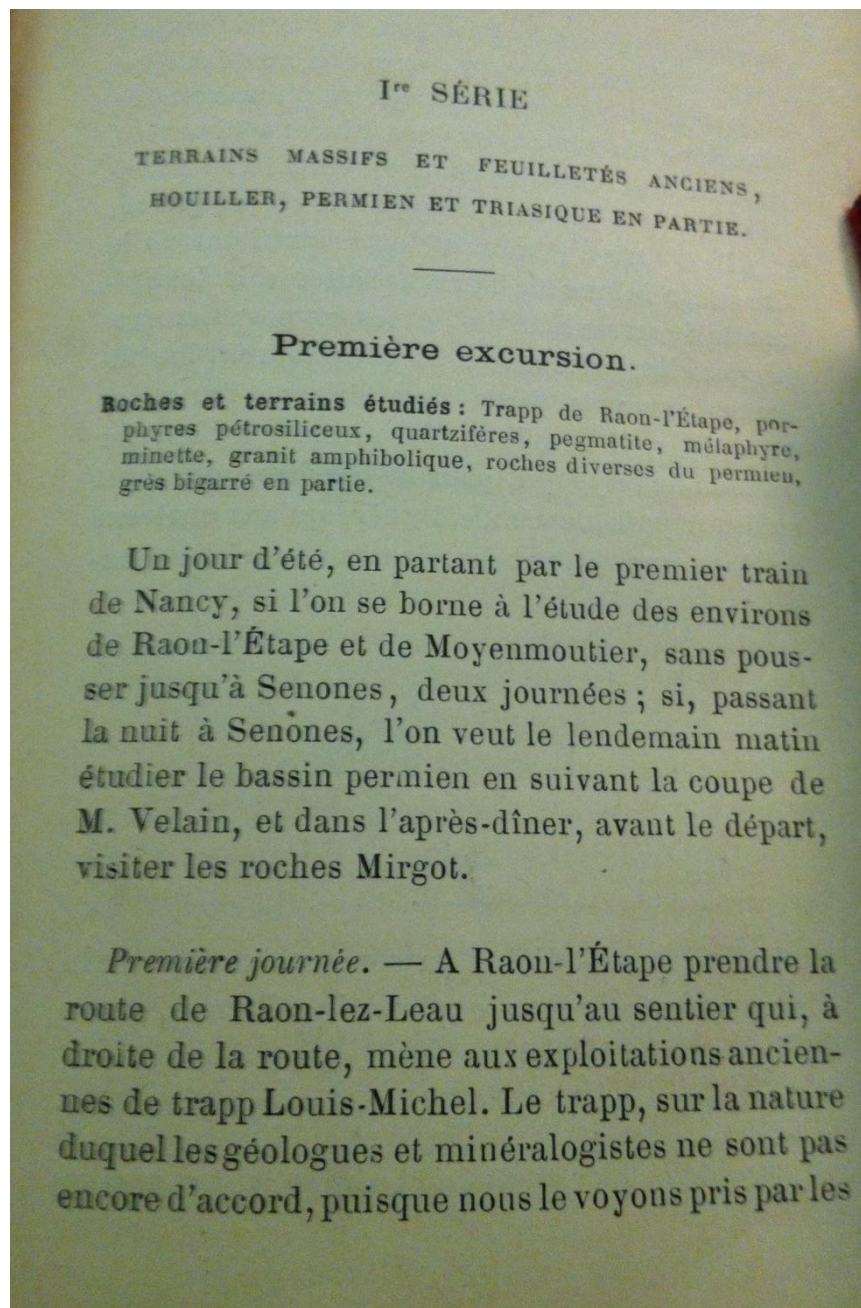 Ire SÉRIE
TERRAINS MASSIFS ET FEUILLETÉS ANCIENS,
HOUILLER, PERMIEN ET TRIASIQUE EN PARTIE.
Première excursion.
Roches et terrains étudiés : Trapp de Raon-l'Étape, por-
phyres pétrosiliceux, quartzifères, pegmatite, mélaphyre,
minette, granit amphibolique, roches diverses du permien,
grès bigarré en partie.
Un jour d'été, en partant par le premier train
de Nancy, si l'on se borne à l'étude des environs
de Raon-l'Étape et de Moyenmoutier, sans pous-
ser jusqu'à Senones, deux journées ; si, passant
la nuit à Senones, l'on veut le lendemain matin
étudier le bassin permien en suivant la coupe de
M. Velain, et dans l'après-dîner, avant le départ,
visiter les roches Mirgot.
Première journée. — A Raon-l'Étape prendre la
route de Raon-lez-Leau jusqu'au sentier qui, à
droite de la route, mène aux exploitations ancien-
nes de trapp Louis-Michel. Le trapp, sur la nature
duquel les géologues et minéralogistes ne sont pas
encore d'accord, puisque nous le voyons pris par les